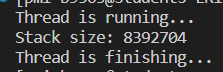 Thread is running...
Stack size: 8392704
Thread is finishing...